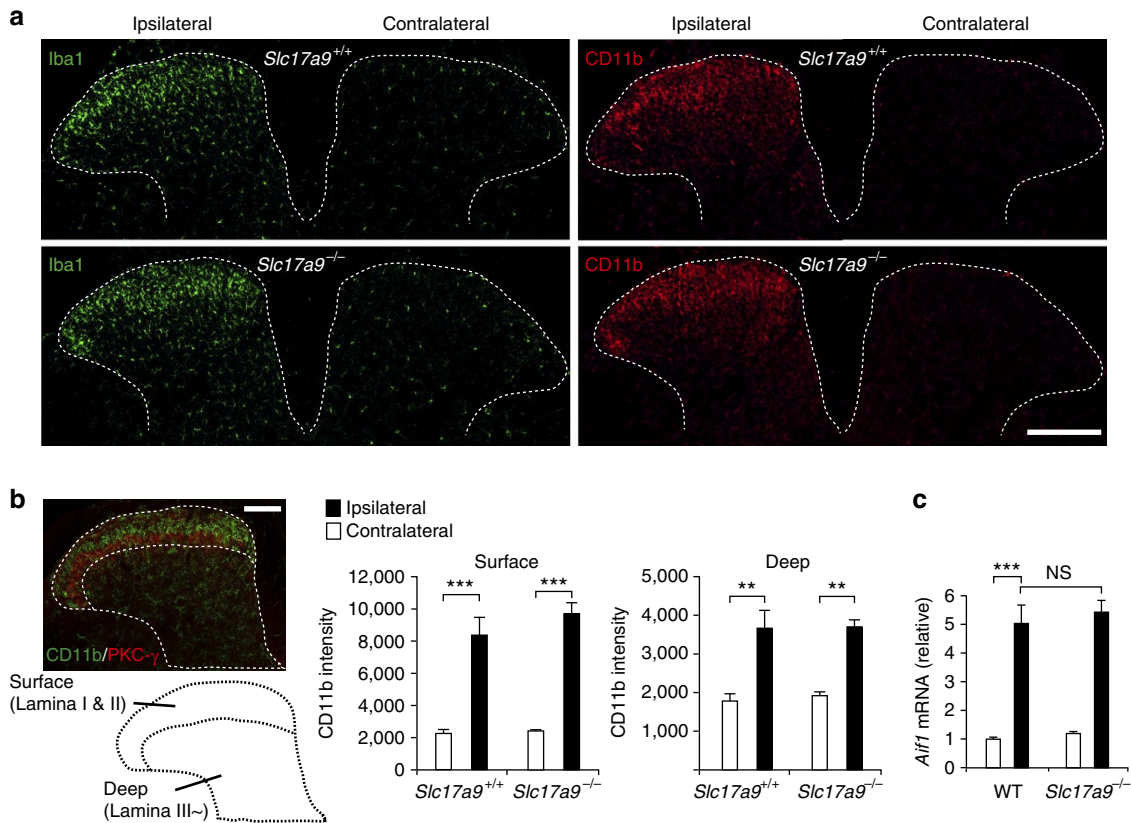 a
Ipsilateral Contralateral Ipsilateral Contralateral
Iba1 Slc17a9+/+ CD11b Slc17a9+/+
Iba1 Slc17a9−/− CD11b Slc17a9−/−
b
CD11b/PKC-γ
Surface
(Lamina I & II)
Deep
(Lamina III~)
Ipsilateral
Contralateral
Surface
CD11b intensity
12,000
10,000
8,000
6,000
4,000
2,000
0
*** ***
Slc17a9+/+ Slc17a9−/−
Deep
CD11b intensity
5,000
4,000
3,000
2,000
1,000
** **
Slc17a9+/+ Slc17a9−/−
c
Aif1 mRNA (relative)
6
5
4
3
2
1
0
*** NS
WT Slc17a9−/−